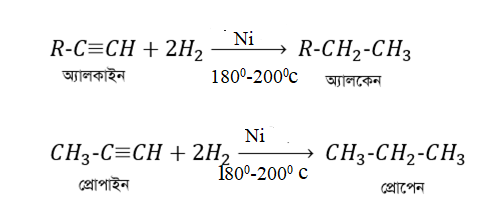 R-C≡CH + 2H₂ Ni 180⁰-200⁰c R-CH₂-CH₃
অ্যালকাইন অ্যালকেন
CH₃-C≡CH + 2H₂ Ni 180⁰-200⁰ c CH₃-CH₂-CH₃
প্রোপাইন প্রোপেন